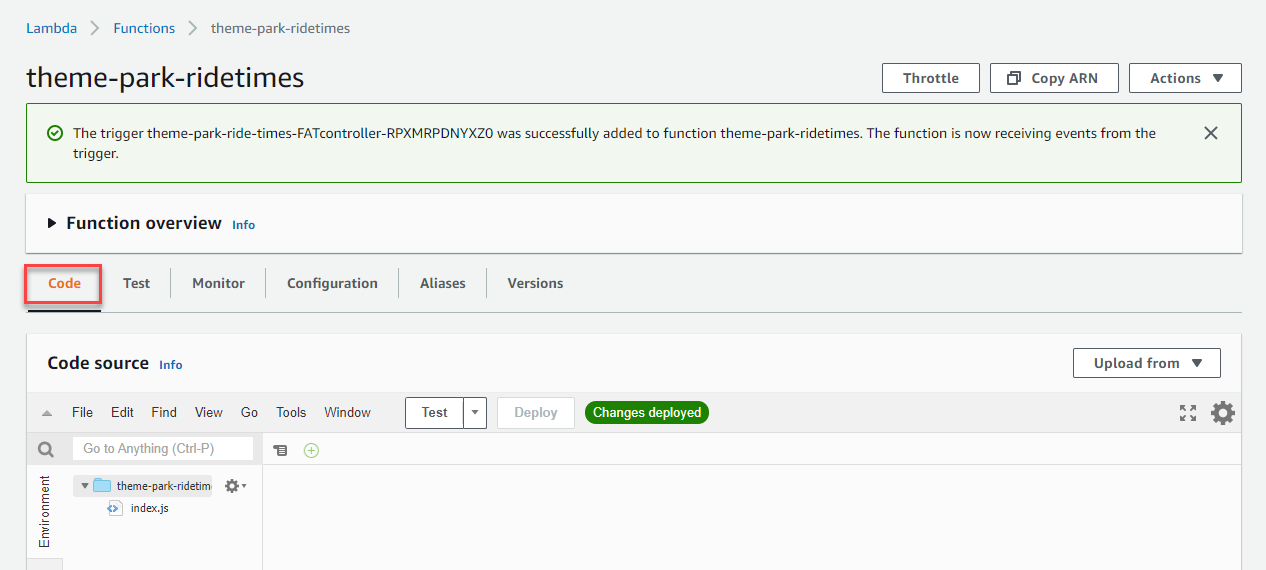 Lambda Functions theme-park-ridetimes
theme-park-ridetimes
Throttle Copy ARN Actions
The trigger theme-park-ride-times-FATcontroller-RPXMRPDNYXZ0 was successfully added to function theme-park-ridetimes. The function is now receiving events from the
trigger.
Function overview Info
Code Test Monitor Configuration Aliases Versions
Code source Info
Upload from
File Edit Find View Go Tools Window Test Deploy Changes deployed
Go to Anything (Ctrl-P)
Environment
theme-park-ridetim
index.js